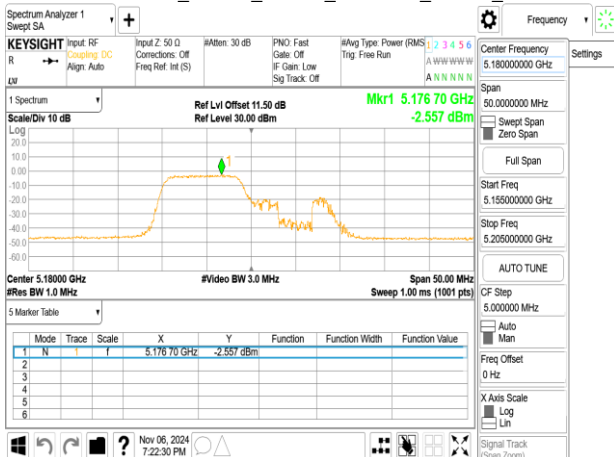 Spectrum Analyzer 1
Swept SA
Frequency
KEYSIGHT
R
LXI
Input: RF
Coupling: DC
Align: Auto
Input Z: 50 Ω
Corrections: Off
Freq Ref: Int (S)
#Atten: 30 dB
PNO: Fast
Gate: Off
IF Gain: Low
Sig Track: Off
#Avg Type: Power (RMS
Trig: Free Run
1 2 3 4 5 6
A W W W W W
A N N N N N
1 Spectrum
Scale/Div 10 dB
Ref Lvl Offset 11.50 dB
Ref Level 30.00 dBm
Mkr1 5.176 70 GHz
-2.557 dBm
Log
20.0
10.0
0.00
-10.0
-20.0
-30.0
-40.0
-50.0
-60.0
1
Center 5.18000 GHz
#Res BW 1.0 MHz
#Video BW 3.0 MHz
Span 50.00 MHz
Sweep 1.00 ms (1001 pts)
5 Marker Table
Mode Trace Scale X Y Function Function Width Function Value
1 N 1 f 5.176 70 GHz -2.557 dBm
2
3
4
5
6
Nov 06, 2024
7:22:30 PM
Center Frequency
5.180000000 GHz
Settings
Span
50.0000000 MHz
Swept Span
Zero Span
Full Span
Start Freq
5.155000000 GHz
Stop Freq
5.205000000 GHz
AUTO TUNE
CF Step
5.000000 MHz
Auto
Man
Freq Offset
0 Hz
X Axis Scale
Log
Lin
Signal Track
(Span Zoom)